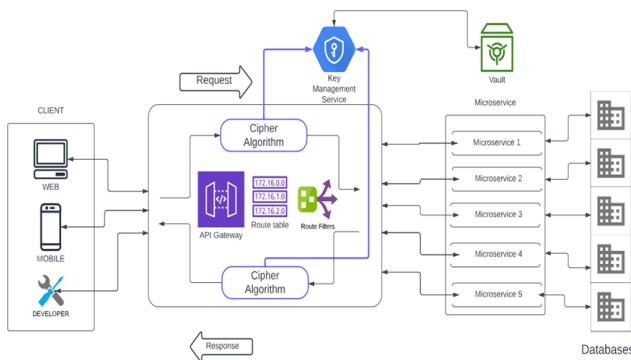 Request
Key
Management
Service
Vault
CLIENT
WEB
MOBILE
DEVELOPER
Cipher
Algorithm
API Gateway
172.16.0.0
172.16.1.0
172.16.2.0
Route table
Route Filters
Cipher
Algorithm
Response
Microservice
Microservice 1
Microservice 2
Microservice 3
Microservice 4
Microservice 5
Databases